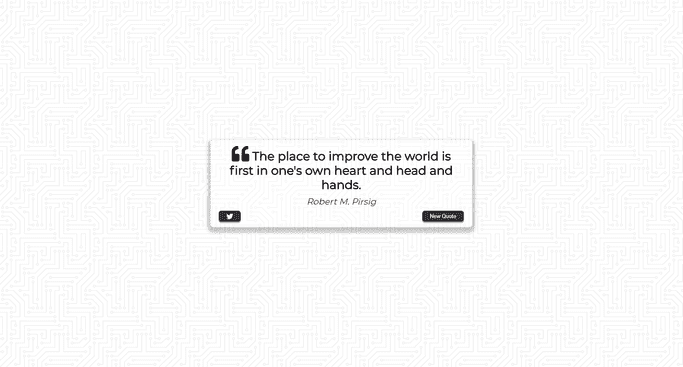 The place to improve the world is
first in one's own heart and head and
hands.
Robert M. Pirsig
New Quote